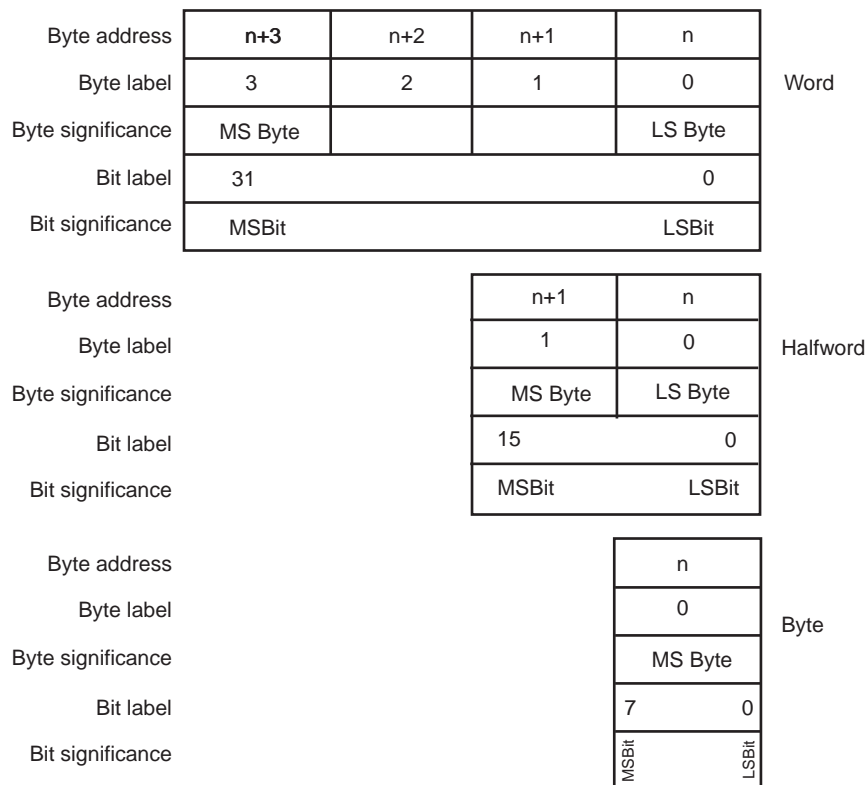 Byte address n+3 n+2 n+1 n
Byte label 3 2 1 0 Word
Byte significance MS Byte LS Byte
Bit label 31 0
Bit significance MSBit LSBit
Byte address n+1 n
Byte label 1 0 Halfword
Byte significance MS Byte LS Byte
Bit label 15 0
Bit significance MSBit LSBit
Byte address n
Byte label 0 Byte
Byte significance MS Byte
Bit label 7 0
Bit significance MSBit LSBit